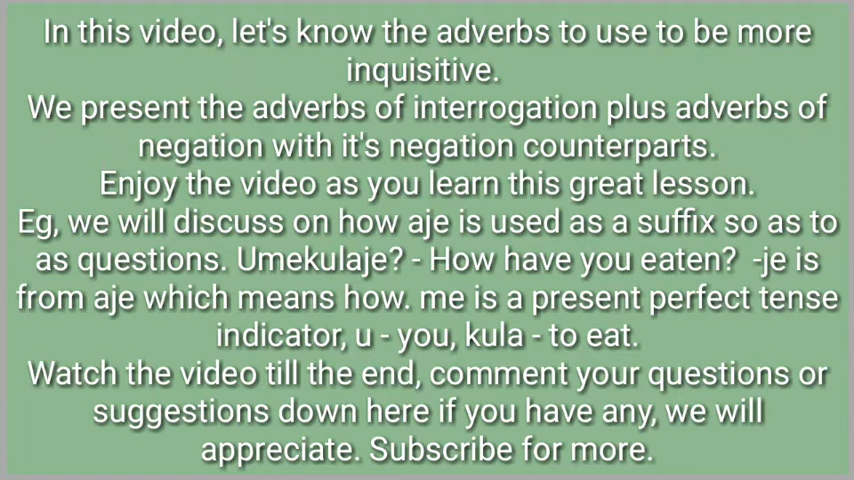 In this video, let's know the adverbs to use to be more
inquisitive.
We present the adverbs of interrogation plus adverbs of
negation with it's negation counterparts.
Enjoy the video as you learn this great lesson.
Eg, we will discuss on how aje is used as a suffix so as to
as questions. Umekulaje? - How have you eaten?  -je is
from aje which means how. me is a present perfect tense
indicator, u - you, kula - to eat.
Watch the video till the end, comment your questions or
suggestions down here if you have any, we will
appreciate. Subscribe for more.